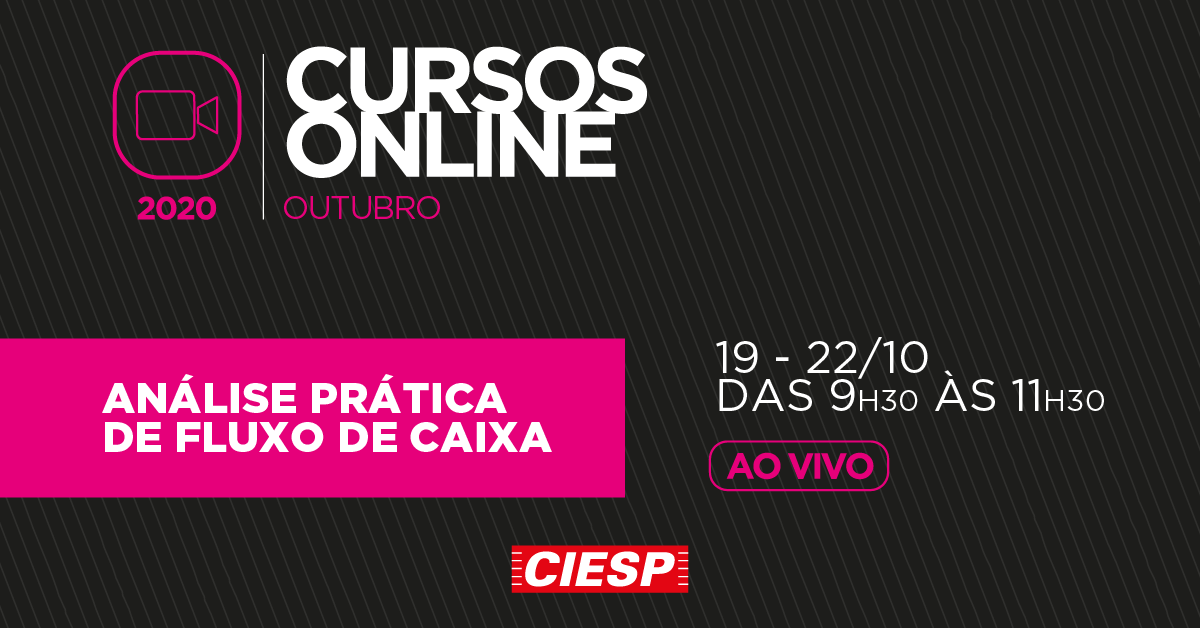 CURSOS
ONLINE
2020
OUTUBRO
ANÁLISE PRÁTICA
DE FLUXO DE CAIXA
19 - 22/10
DAS 9H30 ÀS 11H30
AO VIVO
CIESP